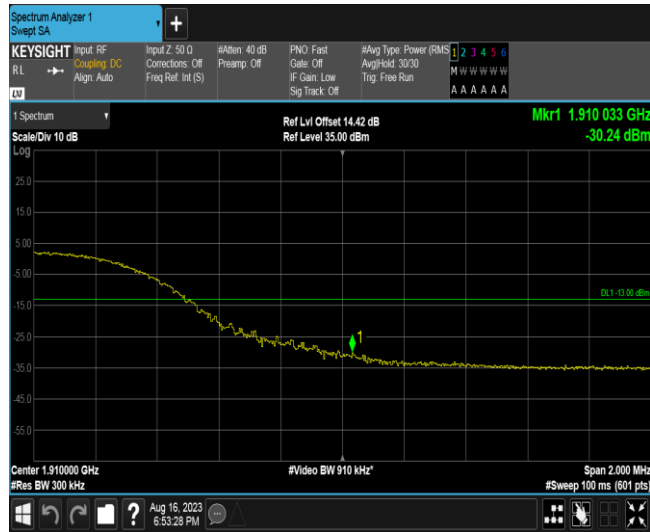 Spectrum Analyzer 1
Swept SA
+
KEYSIGHT
RL
LXI
Input: RF
Coupling: DC
Align: Auto
Input Z: 50 Ω
Corrections: Off
Freq Ref: Int (S)
#Atten: 40 dB
Preamp: Off
PNO: Fast
Gate: Off
IF Gain: Low
Sig Track: Off
#Avg Type: Power (RMS
Avg|Hold: 30/30
Trig: Free Run
1 2 3 4 5 6
M W W W W W
A A A A A A
1 Spectrum
Scale/Div 10 dB
Log
Ref Lvl Offset 14.42 dB
Ref Level 35.00 dBm
Mkr1 1.910 033 GHz
-30.24 dBm
25.0
15.0
5.00
-5.00
DL1 -13.00 dBm
-15.0
-25.0
1
-35.0
-45.0
-55.0
Center 1.910000 GHz
#Res BW 300 kHz
#Video BW 910 kHz*
Span 2.000 MHz
#Sweep 100 ms (601 pts)
?
Aug 16, 2023
6:53:28 PM